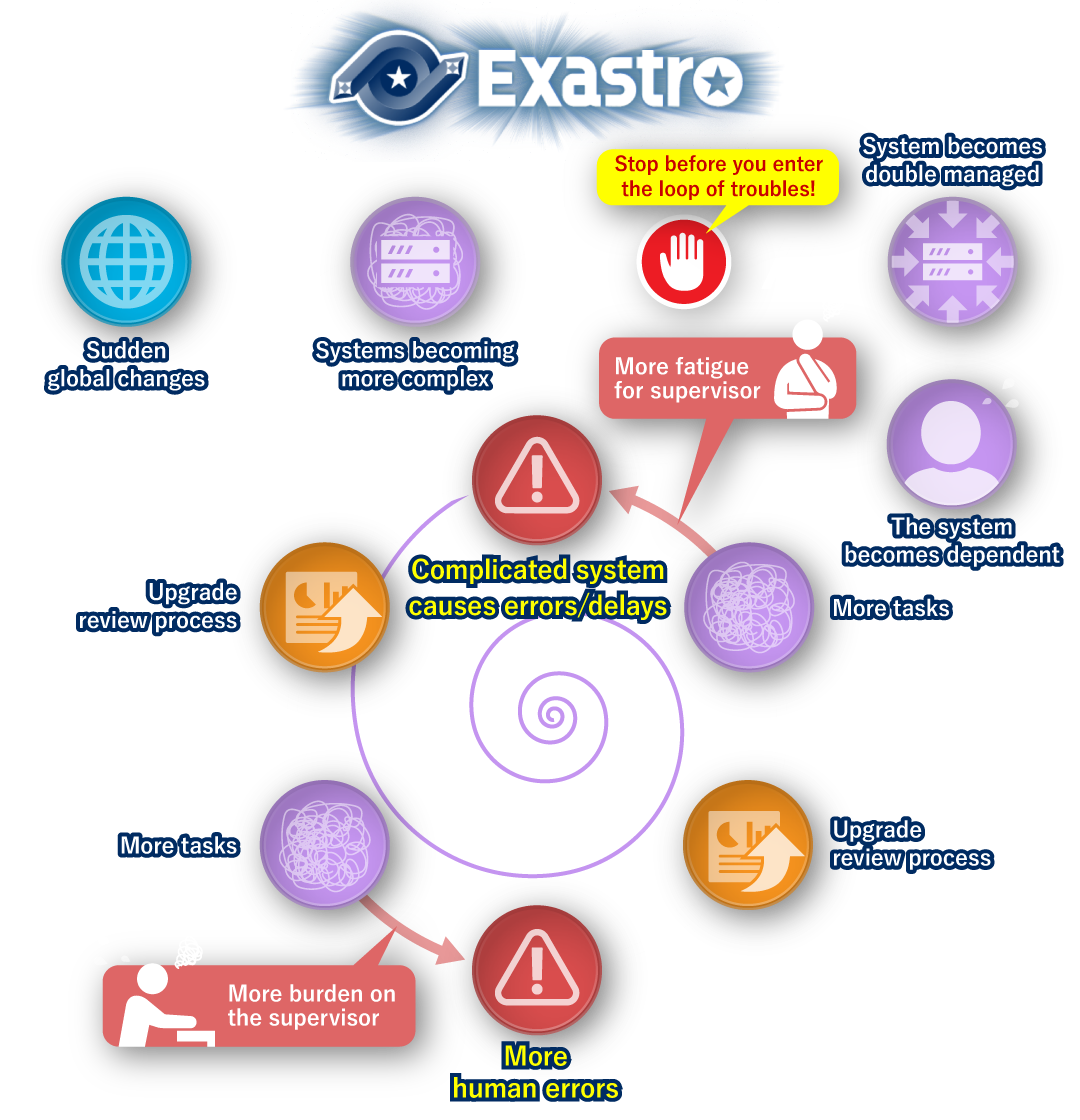 Exastro
Stop before you enter
the loop of troubles!
System becomes
double managed
Sudden
global changes
Systems becoming
more complex
More fatigue
for supervisor
The system
becomes dependent
Complicated system
causes errors/delays
Upgrade
review process
More tasks
More tasks
Upgrade
review process
More burden on
the supervisor
More
human errors